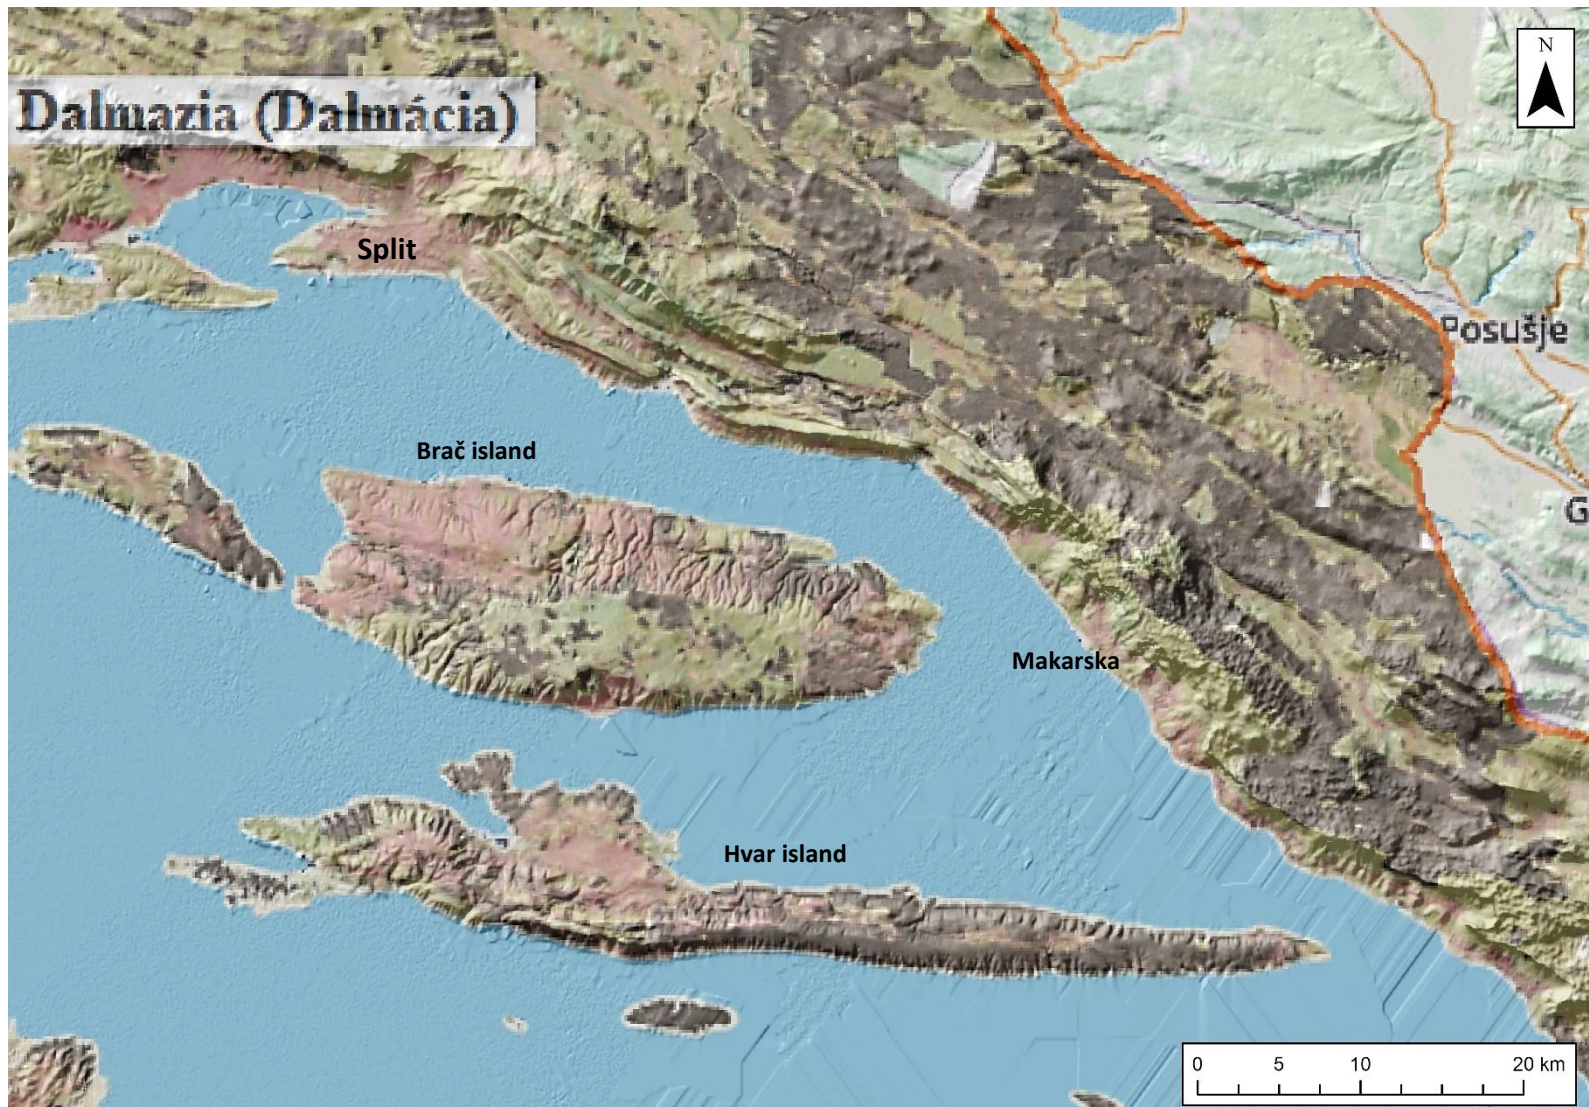 N
Dalmazia (Dalmácia)
Split
Posušje
Brač island
G
Makarska
Hvar island
0 5 10 20 km